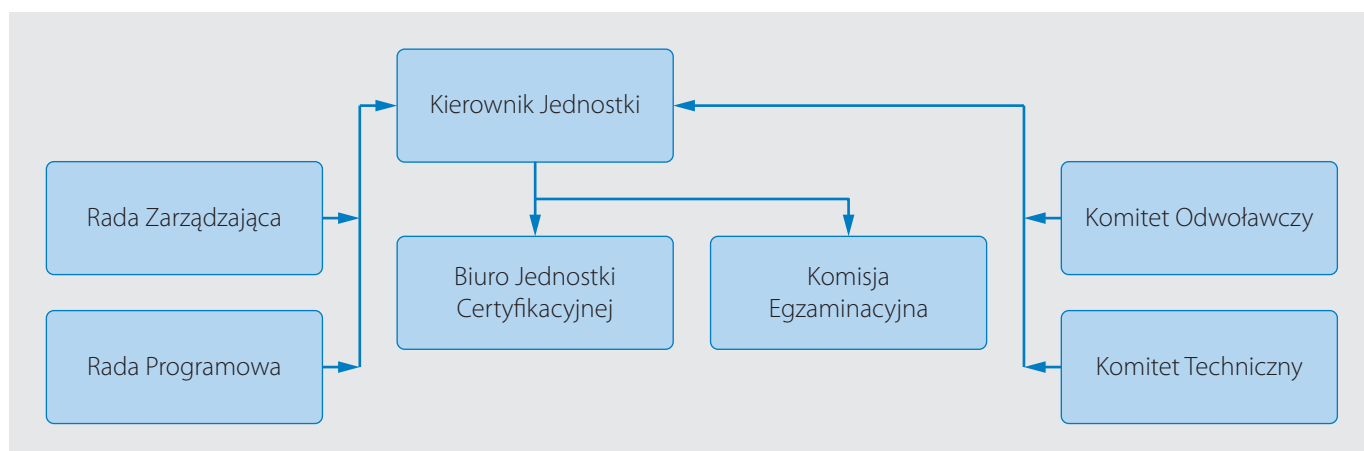 Kierownik Jednostki
Rada Zarządzająca
Komitet Odwoławczy
Biuro Jednostki
Certyfikacyjnej
Komisja
Egzaminacyjna
Rada Programowa
Komitet Techniczny